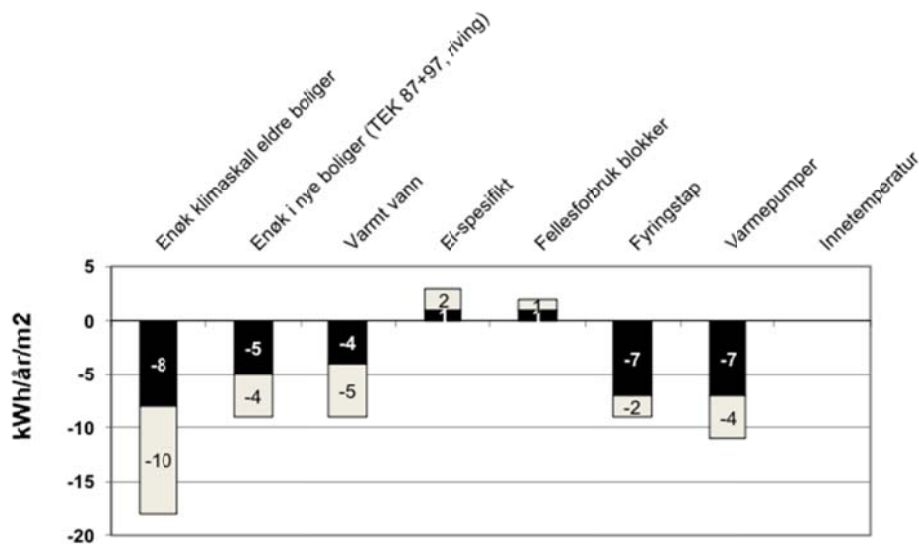 Enøk klimaskall eldre boliger
Enøk i nye boliger (TEK 87+97, riving)
Varmt vann
El-spesifikt
Fellesforbruk blokker
Fyringstap
Varmepumper
Innetemperatur
kWh/år/m2
5
0
-5
-10
-15
-20
-8
-10
-5
-4
-4
-5
2
1
1
1
-7
-2
-7
-4